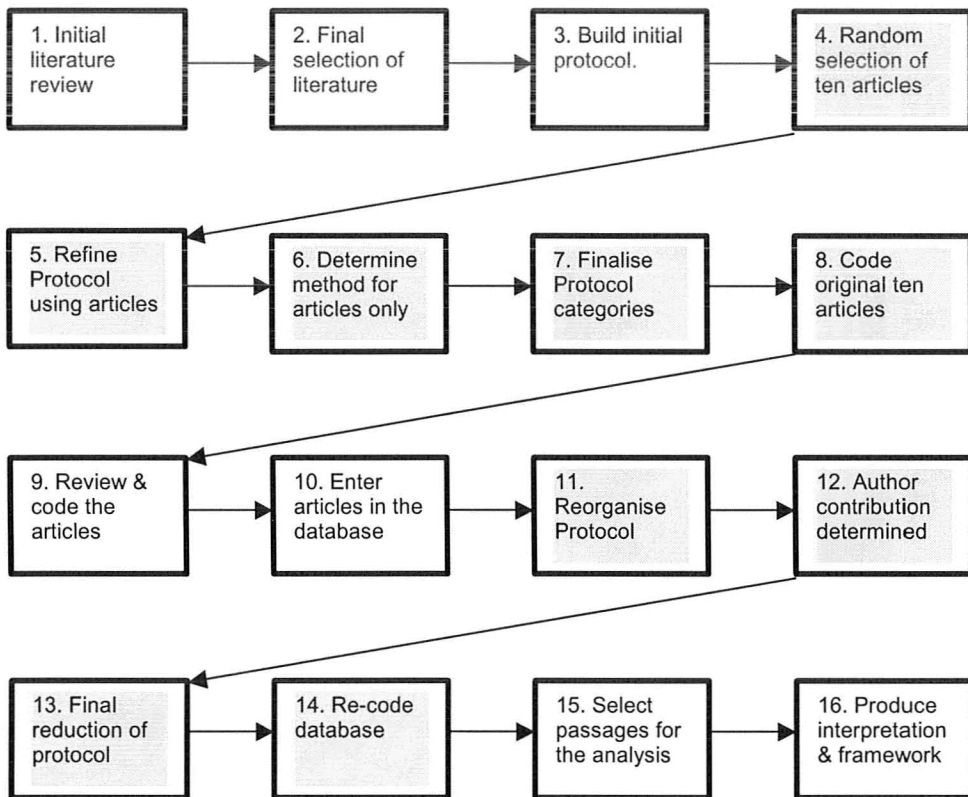 1. Initial
literature
review
2. Final
selection of
literature
3. Build initial
protocol.
4. Random
selection of
ten articles
5. Refine
Protocol
using articles
6. Determine
method for
articles only
7. Finalise
Protocol
categories
8. Code
original ten
articles
9. Review &
code the
articles
10. Enter
articles in the
database
11.
Reorganise
Protocol
12. Author
contribution
determined
13. Final
reduction of
protocol
14. Re-code
database
15. Select
passages for
the analysis
16. Produce
interpretation
& framework